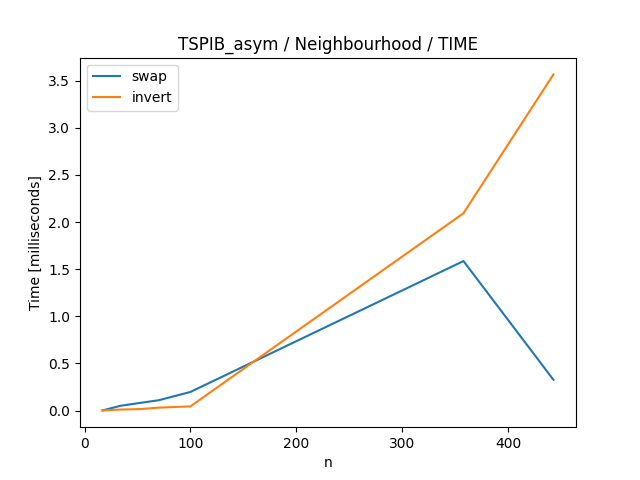 TSPIB_asym / Neighbourhood / TIME
swap
invert
3.5
3.0
2.5
2.0
1.5
1.0
0.5
0.0
Time [milliseconds]
0 100 200 300 400
n